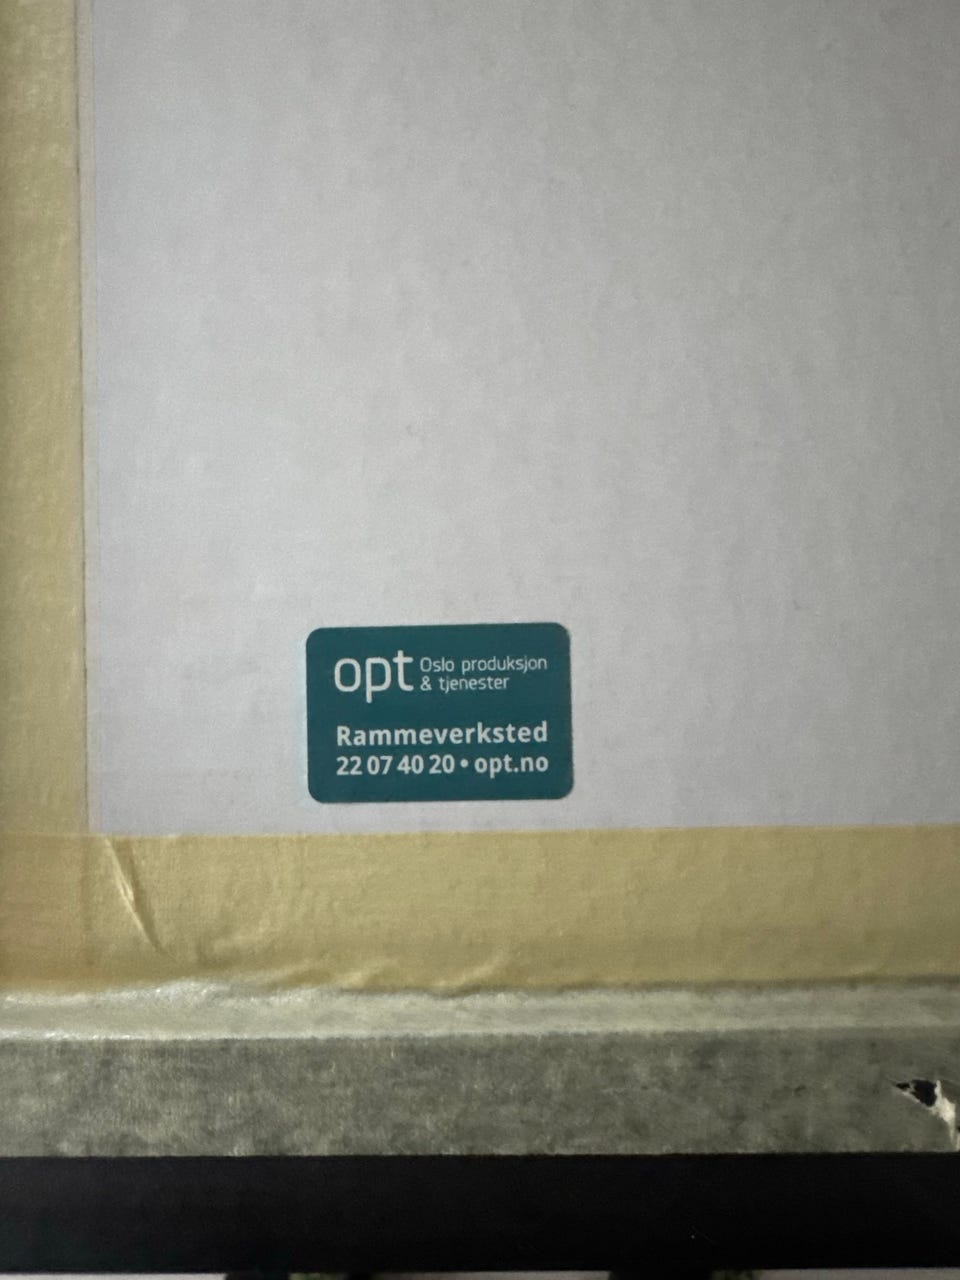 opt Oslo produksjon
& tjenester
Rammeverksted
22 07 40 20 • opt.no